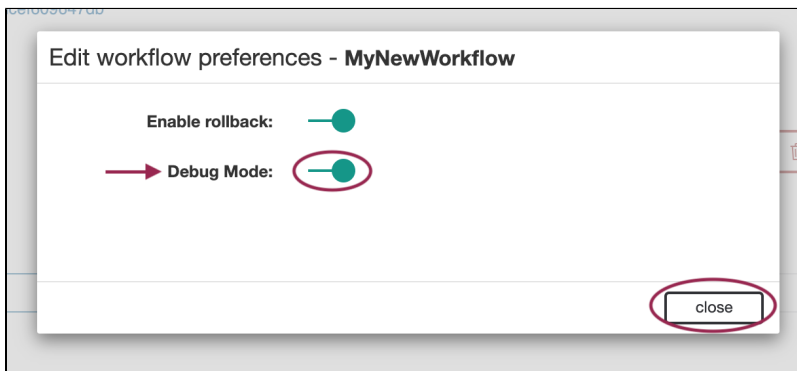 Edit workflow preferences - MyNewWorkflow
Enable rollback:
Debug Mode:
close